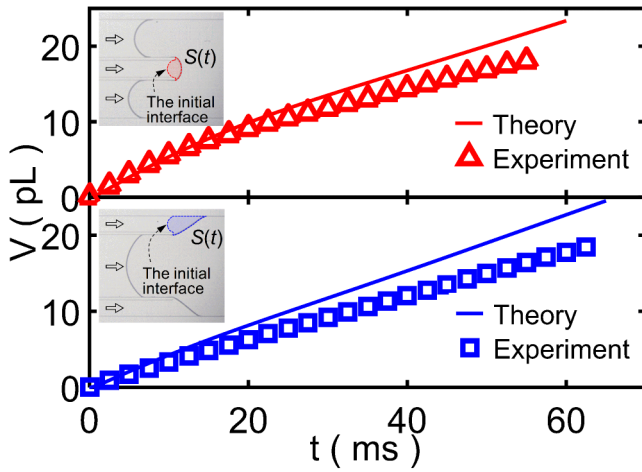 20
10
0
S(t)
The initial
interface
Theory
Experiment
V ( pL )
20
10
0
S(t)
The initial
interface
Theory
Experiment
0
20
40
60
t ( ms )